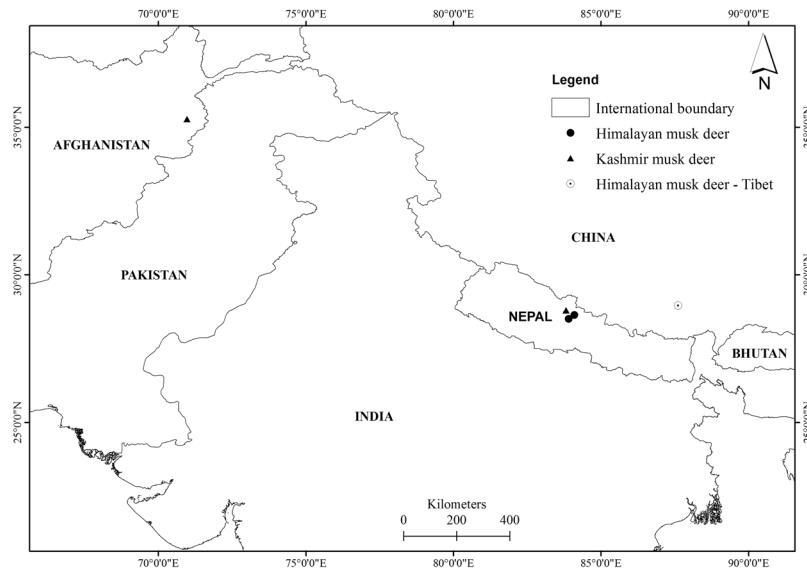 70°0'0"E 75°0'0"E 80°0'0"E 85°0'0"E 90°0'0"E
N
Legend
International boundary
Himalayan musk deer
Kashmir musk deer
Himalayan musk deer - Tibet
35°0'0"N
AFGHANISTAN
CHINA
30°0'0"N
PAKISTAN
NEPAL
BHUTAN
INDIA
25°0'0"N
Kilometers
0 200 400
70°0'0"E 75°0'0"E 80°0'0"E 85°0'0"E 90°0'0"E